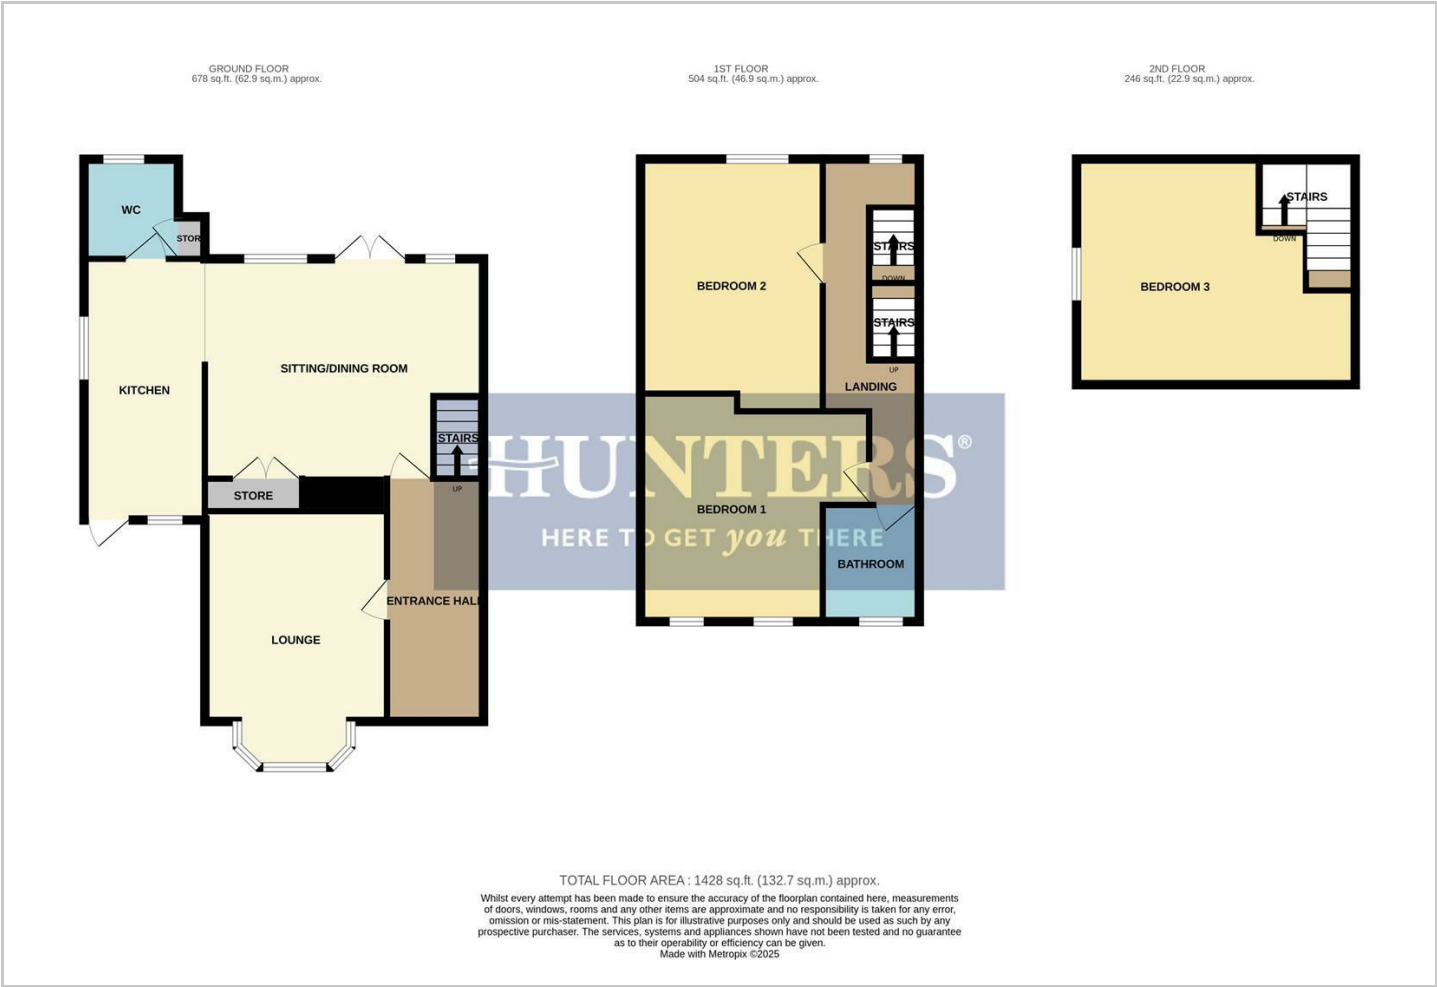 GROUND FLOOR
678 sq.ft. (62.9 sq.m.) approx.
1ST FLOOR
504 sq.ft. (46.9 sq.m.) approx.
2ND FLOOR
246 sq.ft. (22.9 sq.m.) approx.
WC
STOR
KITCHEN
SITTING/DINING ROOM
STAIRS
UP
STORE
ENTRANCE HALL
LOUNGE
BEDROOM 2
STAIRS
DOWN
STAIRS
UP
LANDING
BEDROOM 1
BATHROOM
STAIRS
DOWN
BEDROOM 3
HUNTERS®
HERE TO GET you THERE
TOTAL FLOOR AREA : 1428 sq.ft. (132.7 sq.m.) approx.
Whilst every attempt has been made to ensure the accuracy of the floorplan contained here, measurements
of doors, windows, rooms and any other items are approximate and no responsibility is taken for any error,
omission or mis-statement. This plan is for illustrative purposes only and should be used as such by any
prospective purchaser. The services, systems and appliances shown have not been tested and no guarantee
as to their operability or efficiency can be given.
Made with Metropix ©2025